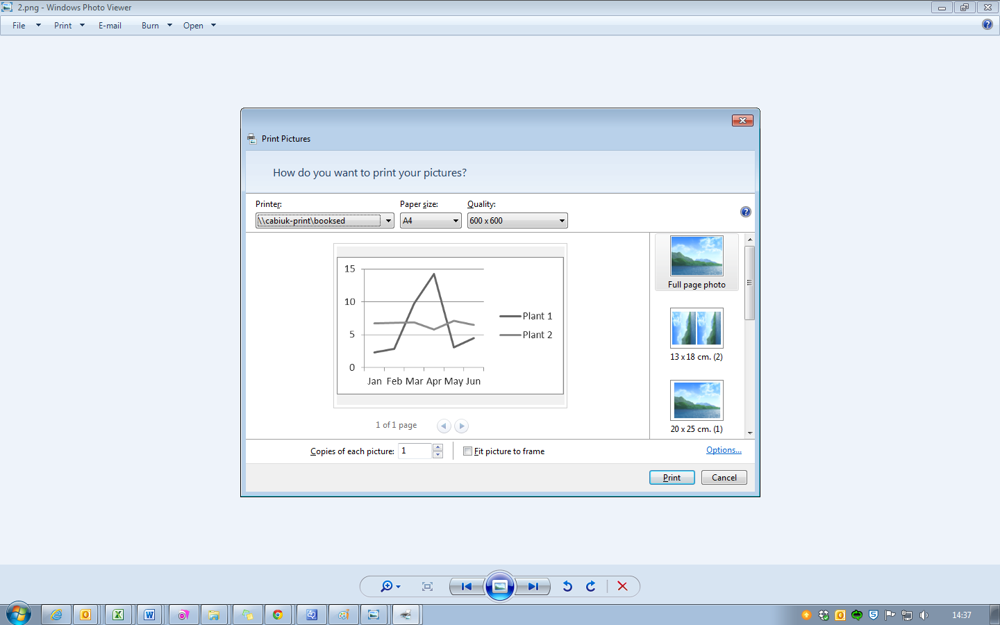 2.png - Windows Photo Viewer
File Print E-mail Burn Open
Print Pictures
How do you want to print your pictures?
Printer: Paper size: Quality:
\\cabiuk-print\booksed A4 600 x 600
15
10
5
0
Jan Feb Mar Apr May Jun
Plant 1
Plant 2
1 of 1 page
Full page photo
13 x 18 cm. (2)
20 x 25 cm. (1)
Copies of each picture: 1 Fit picture to frame Options...
Print Cancel
14:37